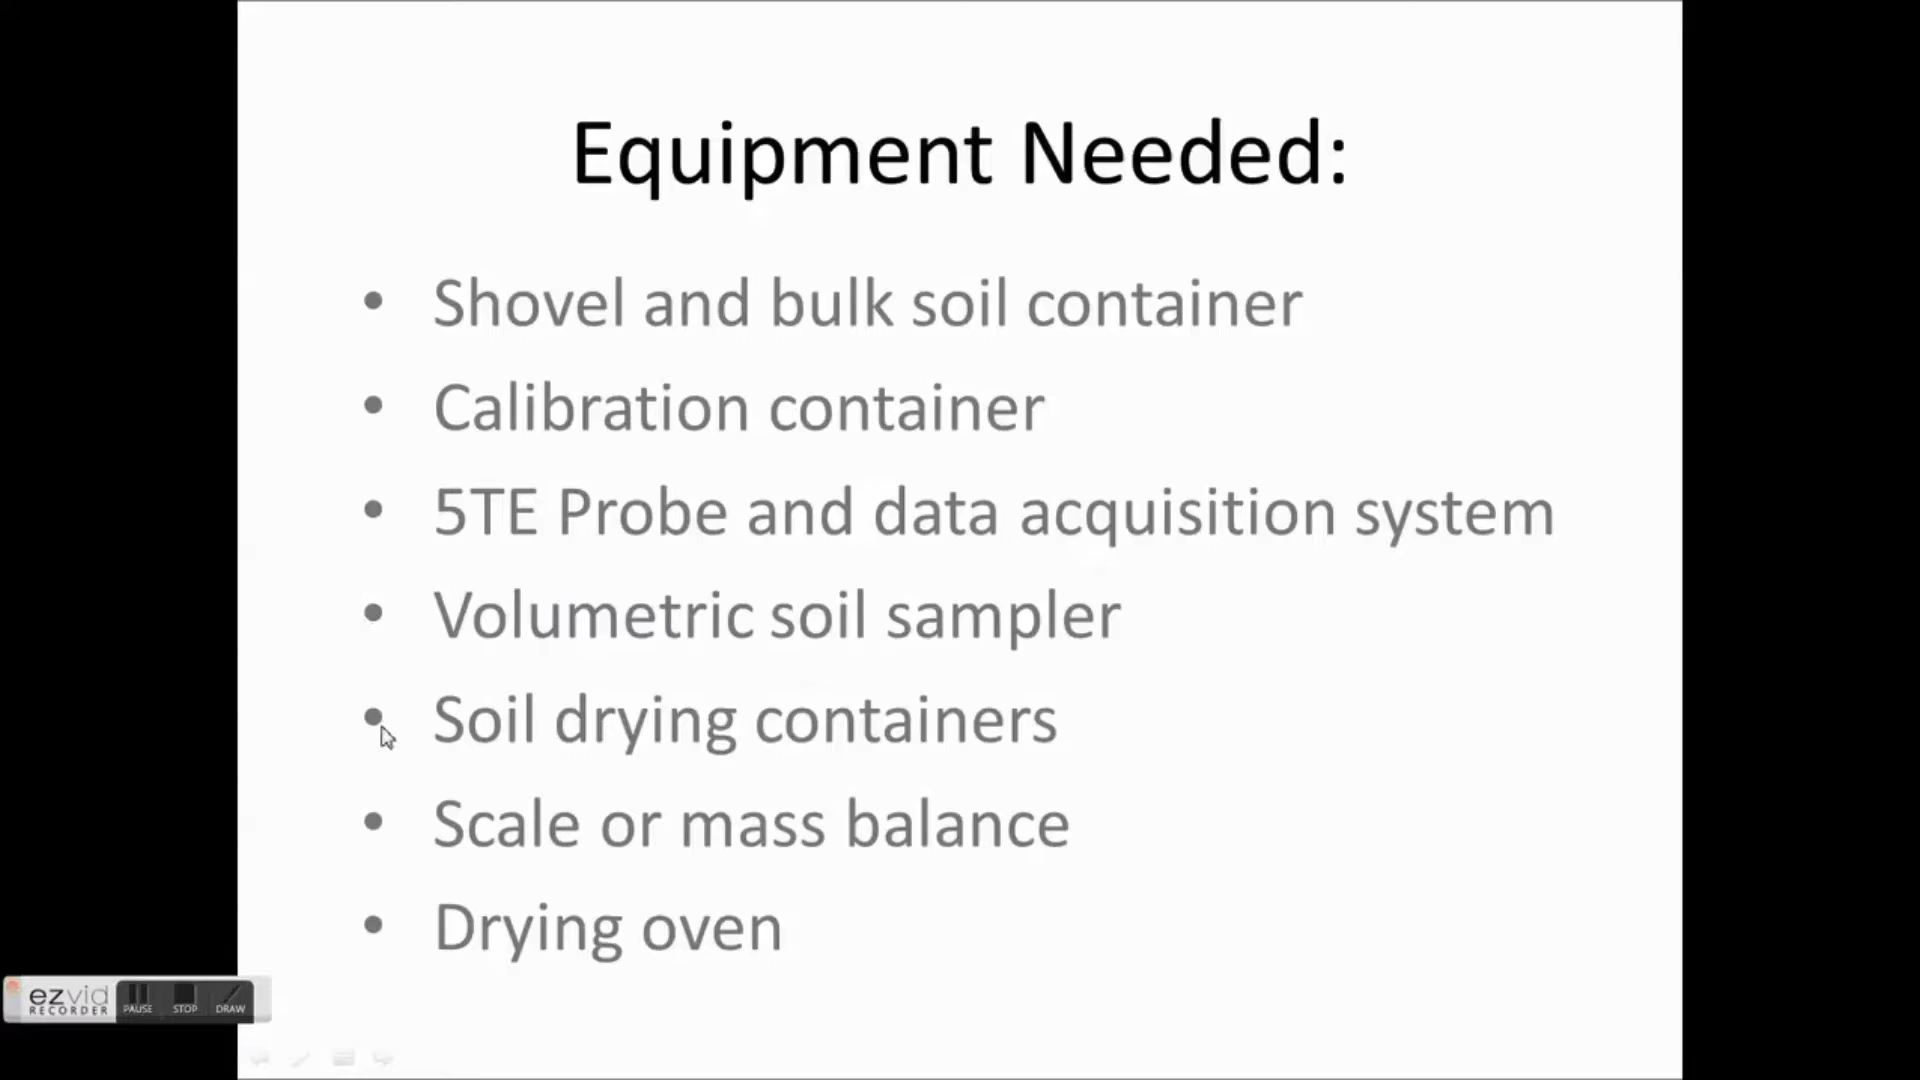 Equipment Needed:
• Shovel and bulk soil container
• Calibration container
• 5TE Probe and data acquisition system
• Volumetric soil sampler
• Soil drying containers
• Scale or mass balance
• Drying oven
ezvid
RECORDER
PAUSE STOP DRAW